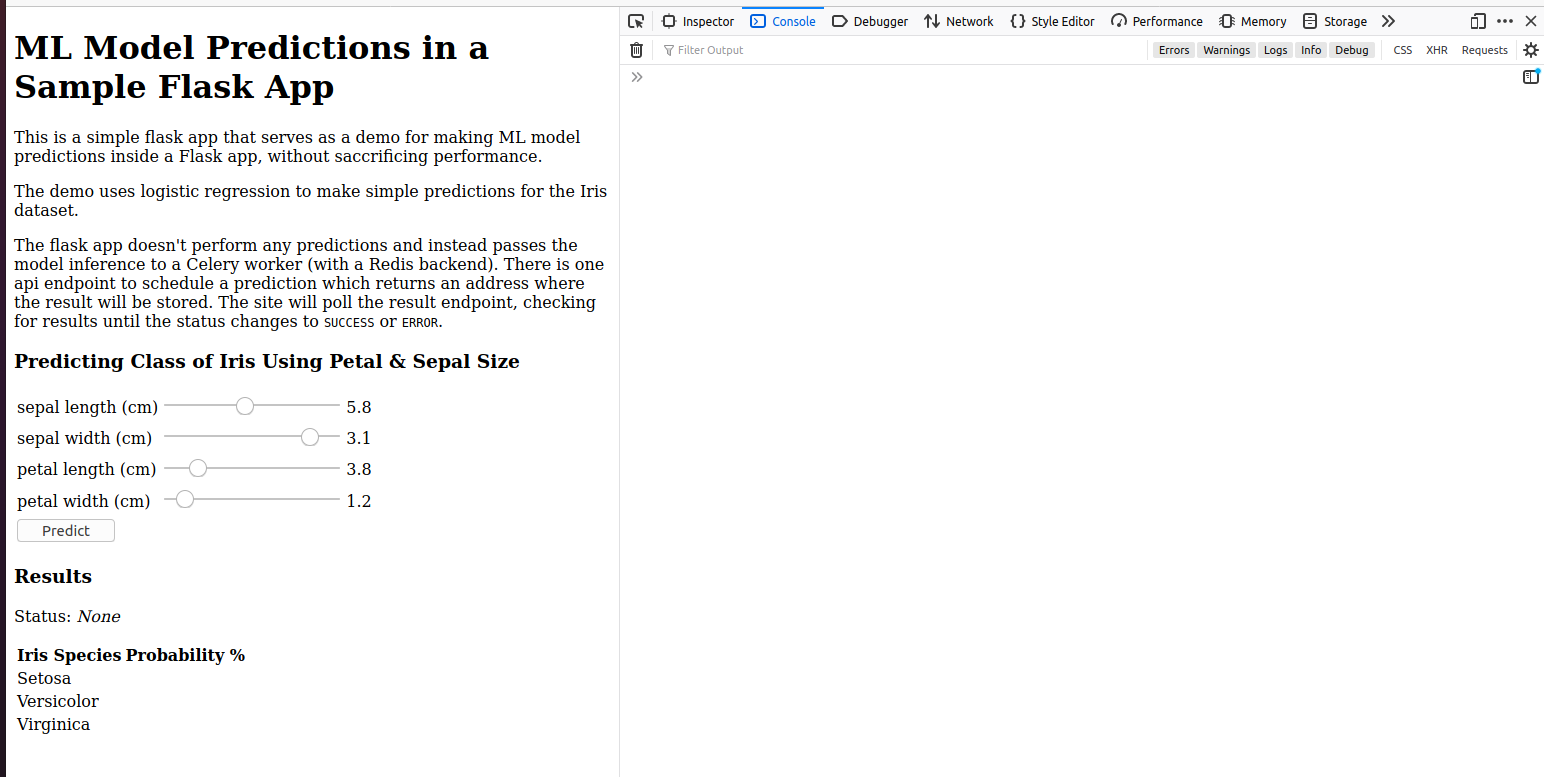 ML Model Predictions in a
Sample Flask App
This is a simple flask app that serves as a demo for making ML model
predictions inside a Flask app, without saccrificing performance.
The demo uses logistic regression to make simple predictions for the Iris
dataset.
The flask app doesn't perform any predictions and instead passes the
model inference to a Celery worker (with a Redis backend). There is one
api endpoint to schedule a prediction which returns an address where
the result will be stored. The site will poll the result endpoint, checking
for results until the status changes to SUCCESS or ERROR.
Predicting Class of Iris Using Petal & Sepal Size
sepal length (cm) 5.8
sepal width (cm) 3.1
petal length (cm) 3.8
petal width (cm) 1.2
Predict
Results
Status: None
Iris Species Probability %
Setosa
Versicolor
Virginica
Inspector Console Debugger Network Style Editor Performance Memory Storage
Filter Output Errors Warnings Logs Info Debug CSS XHR Requests